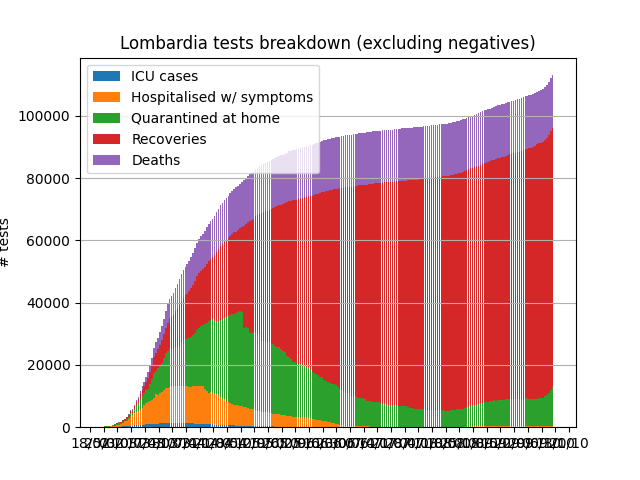 Lombardia tests breakdown (excluding negatives)
ICU cases
Hospitalised w/ symptoms
Quarantined at home
Recoveries
Deaths
100000
80000
60000
40000
20000
0
# tests